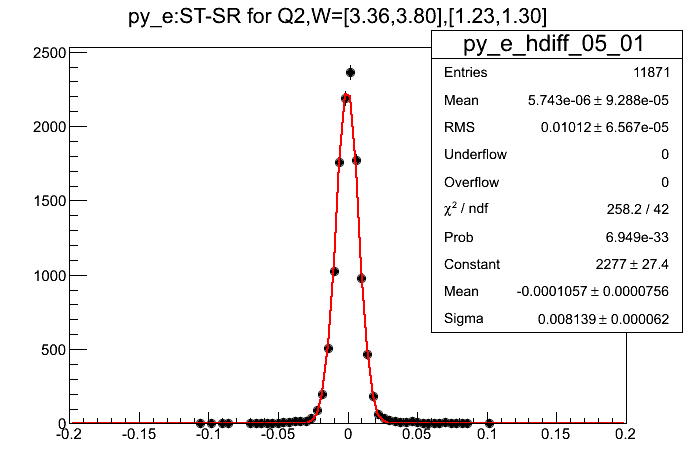 py_e:ST-SR for Q2,W=[3.36,3.80],[1.23,1.30]
py_e_hdiff_05_01
Entries 11871
Mean 5.743e-06 ± 9.288e-05
RMS 0.01012 ± 6.567e-05
Underflow 0
Overflow 0
χ² / ndf 258.2 / 42
Prob 6.949e-33
Constant 2277 ± 27.4
Mean -0.0001057 ± 0.0000756
Sigma 0.008139 ± 0.000062
2500
2000
1500
1000
500
0
-0.2 -0.15 -0.1 -0.05 0 0.05 0.1 0.15 0.2